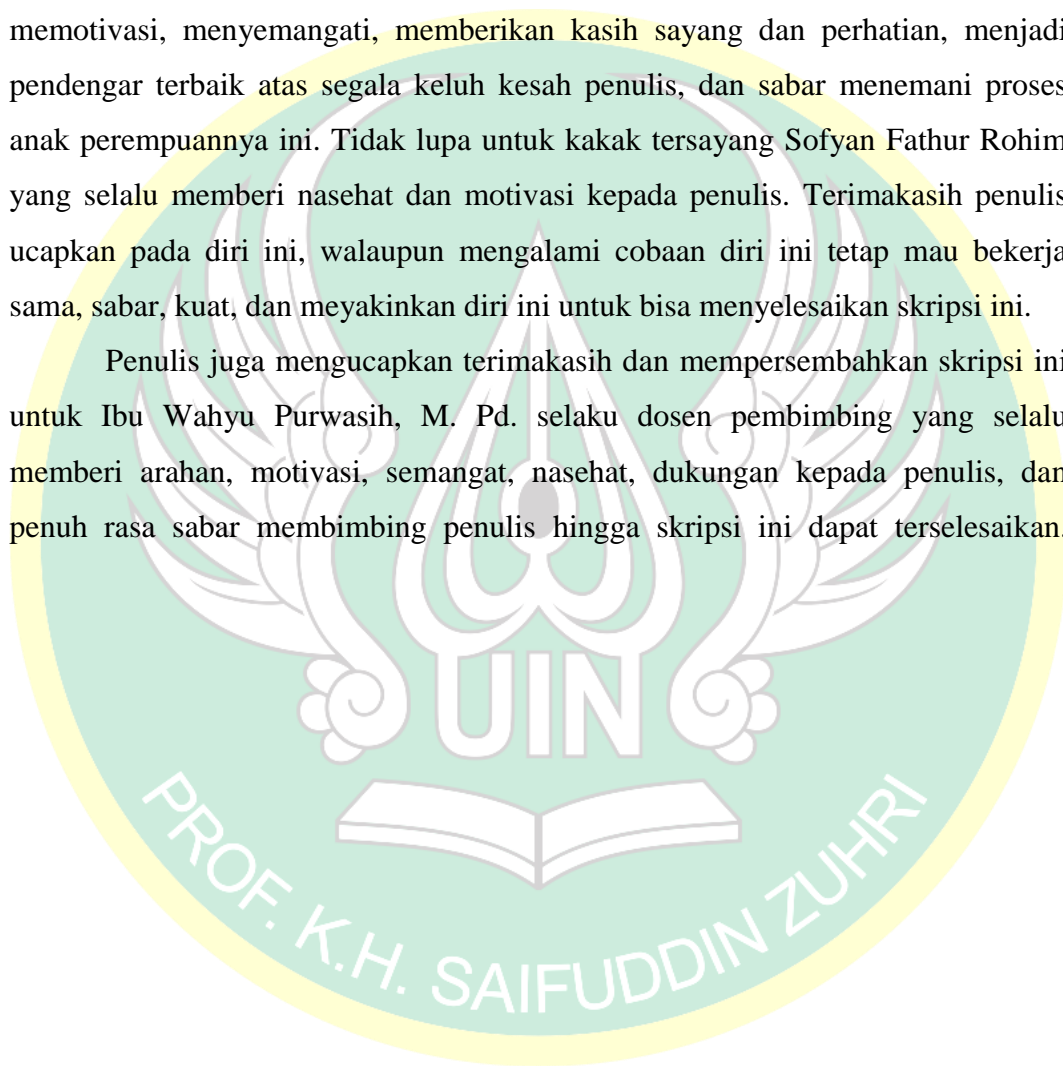 memotivasi, menyemangati, memberikan kasih sayang dan perhatian, menjadi
pendengar terbaik atas segala keluh kesah penulis, dan sabar menemani proses
anak perempuannya ini. Tidak lupa untuk kakak tersayang Sofyan Fathur Rohim
yang selalu memberi nasehat dan motivasi kepada penulis. Terimakasih penulis
ucapkan pada diri ini, walaupun mengalami cobaan diri ini tetap mau bekerja
sama, sabar, kuat, dan meyakinkan diri ini untuk bisa menyelesaikan skripsi ini.
Penulis juga mengucapkan terimakasih dan mempersembahkan skripsi ini
untuk Ibu Wahyu Purwasih, M. Pd. selaku dosen pembimbing yang selalu
memberi arahan, motivasi, semangat, nasehat, dukungan kepada penulis, dan
penuh rasa sabar membimbing penulis hingga skripsi ini dapat terselesaikan.
UIN
PROF. K.H. SAIFUDDIN ZUHRI